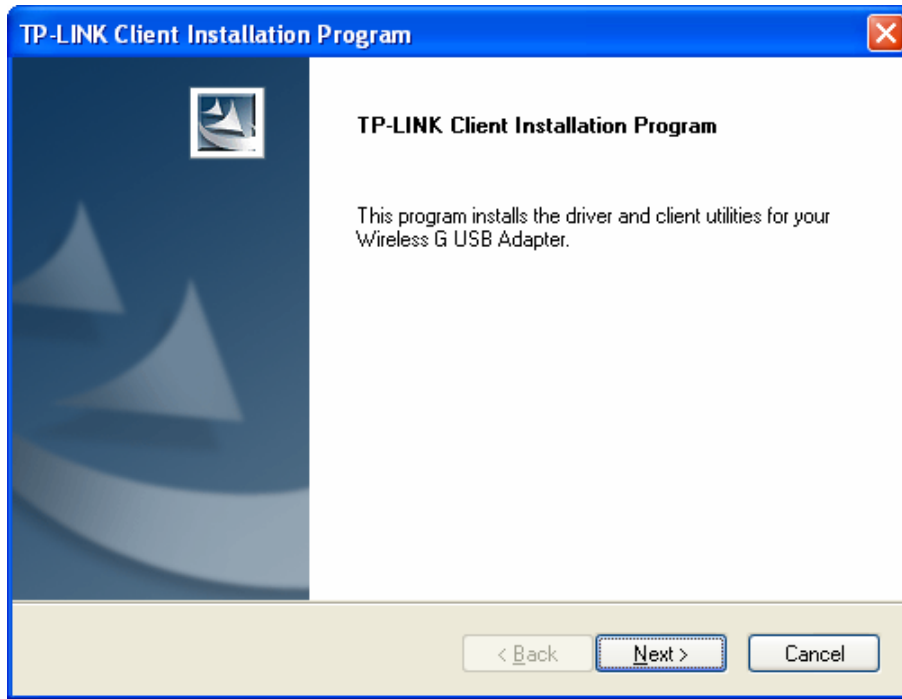 TP-LINK Client Installation Program
TP-LINK Client Installation Program
This program installs the driver and client utilities for your
Wireless G USB Adapter.
< Back Next > Cancel